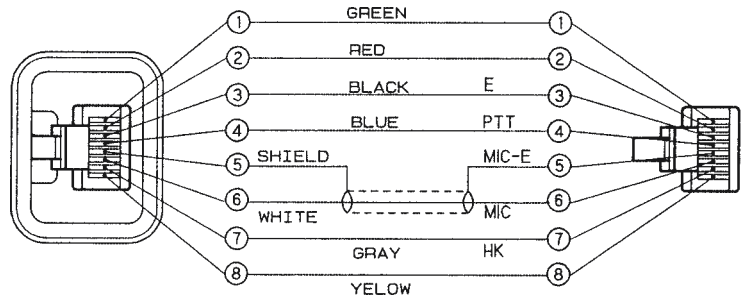 ① GREEN ①
② RED ②
③ BLACK E ③
④ BLUE PTT ④
⑤ SHIELD MIC-E ⑤
⑥ WHITE MIC ⑥
⑦ GRAY HK ⑦
⑧ YELOW ⑧